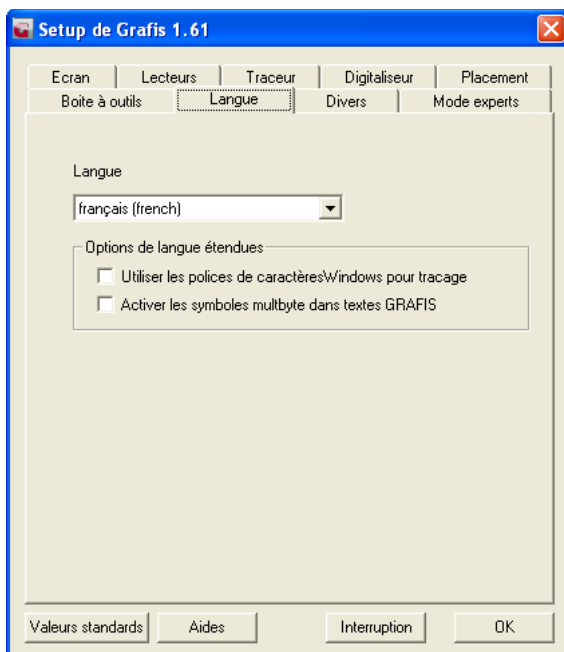 Setup de Grafis 1.61
Ecran Lecteurs Traceur Digitaliseur Placement
Boite à outils Langue Divers Mode experts
Langue
français (french)
Options de langue étendues
Utiliser les polices de caractèresWindows pour tracage
Activer les symboles multbyte dans textes GRAFIS
Valeurs standards Aides Interruption OK